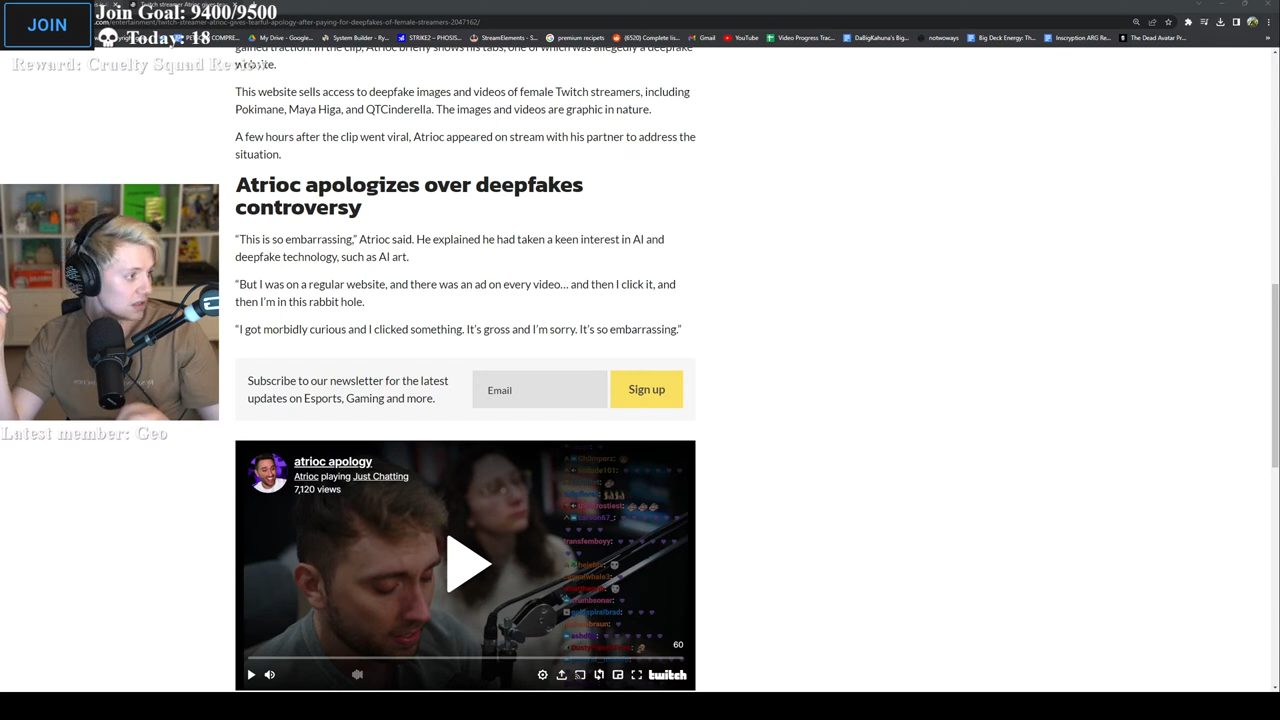 JOIN
Join Goal: 9400/9500
Today: 18
/entertainment/twitch-streamer-atrioc-gives-tearful-apology-after-paying-for-deepfakes-of-female-streamers-2047162/
My Drive - Google...
System Builder - Pc...
STRIKE2 – PHOSIS...
StreamElements - S...
premium recipets
(6520) Complete lis...
Gmail
YouTube
Video Progress Trac...
DaBigKahuna's Big...
Big Deck Energy: Th...
notwoways
Inscryption ARG Re...
The Dead Avatar Pr...
Reward: Cruelty Squad
gained traction. In the clip, Atrioc briefly shows his tabs, one of which was allegedly a deepfake
website.
This website sells access to deepfake images and videos of female Twitch streamers, including
Pokimane, Maya Higa, and QTCinderella. The images and videos are graphic in nature.
A few hours after the clip went viral, Atrioc appeared on stream with his partner to address the
situation.
Atrioc apologizes over deepfakes
controversy
“This is so embarrassing,” Atrioc said. He explained he had taken a keen interest in AI and
deepfake technology, such as AI art.
“But I was on a regular website, and there was an ad on every video… and then I click it, and
then I’m in this rabbit hole.
“I got morbidly curious and I clicked something. It’s gross and I’m sorry. It’s so embarrassing.”
Subscribe to our newsletter for the latest
updates on Esports, Gaming and more.
Email
Sign up
Latest member: Geo
atrioc apology
Atrioc playing Just Chatting
7,120 views
transfemboyy:
60
twitch